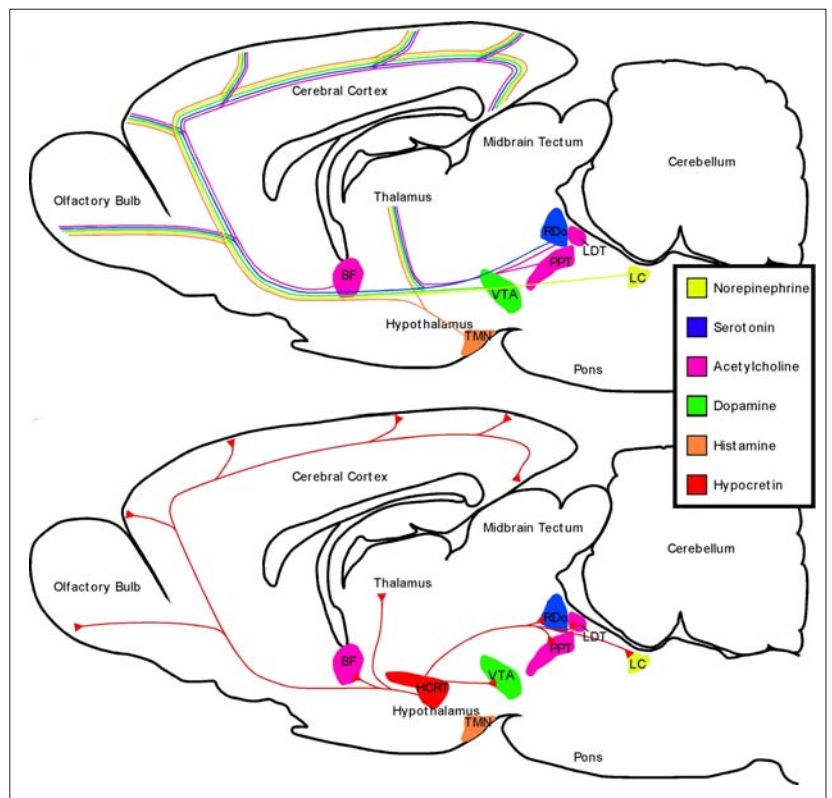 Cerebral Cortex
Midbrain Tectum
Cerebellum
Olfactory Bulb
Thalamus
RDo
LDT
PPT
BF
LC
VTA
Hypothalamus
TMN
Pons
Norepinephrine
Serotonin
Acetylcholine
Dopamine
Histamine
Hypocretin
Cerebral Cortex
Midbrain Tectum
Cerebellum
Olfactory Bulb
Thalamus
RDo
LDT
PPT
BF
LC
VTA
HCRT
Hypothalamus
TMN
Pons